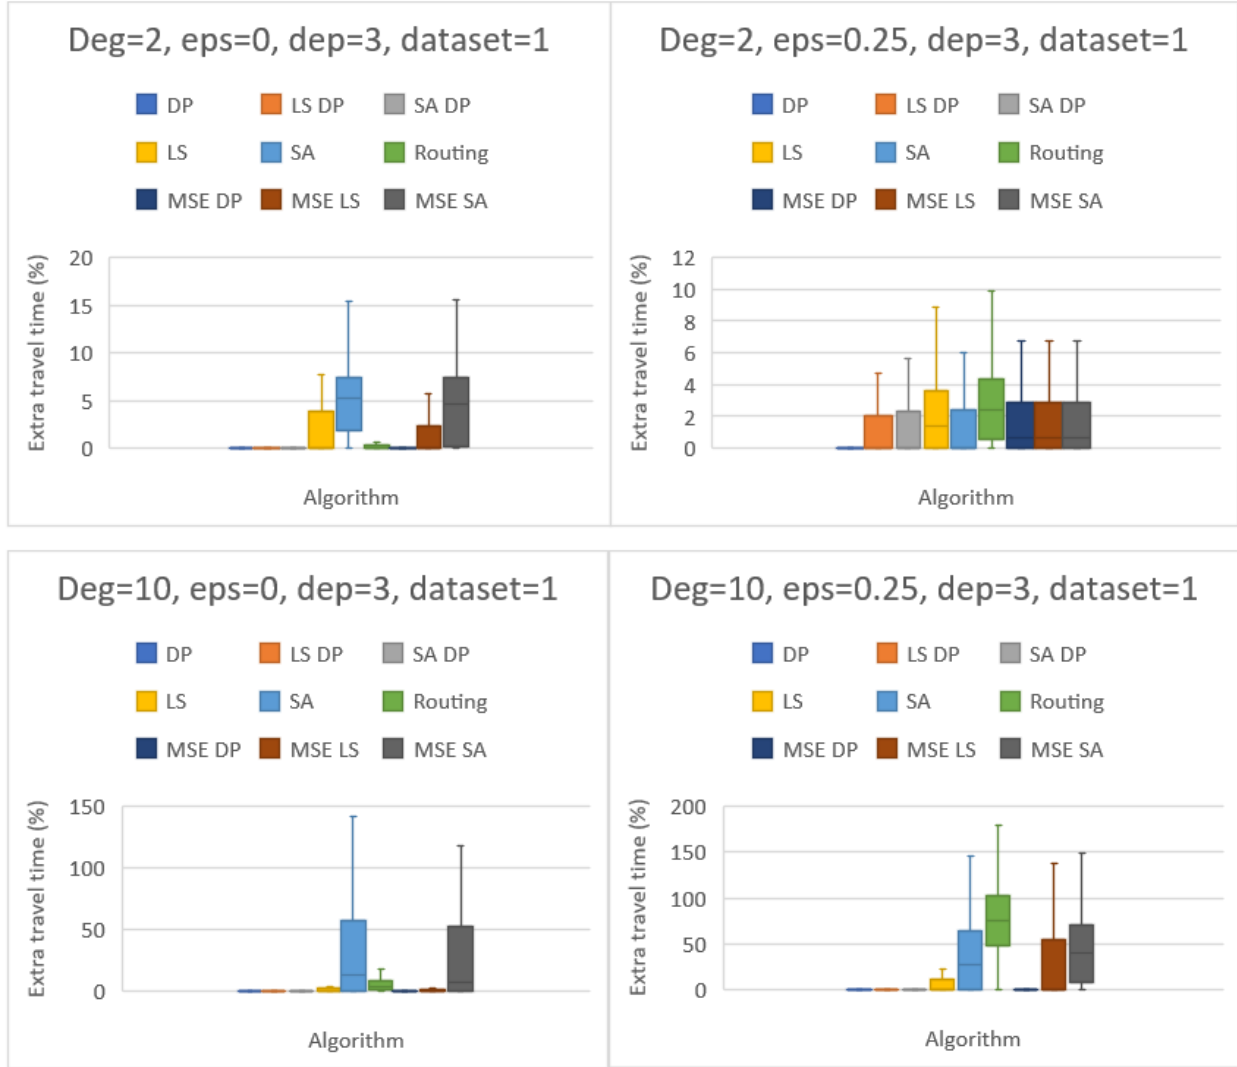 Deg=2, eps=0, dep=3, dataset=1
DP LS DP SA DP
LS SA Routing
MSE DP MSE LS MSE SA
Extra travel time (%)
20
15
10
5
0
Algorithm
Deg=2, eps=0.25, dep=3, dataset=1
DP LS DP SA DP
LS SA Routing
MSE DP MSE LS MSE SA
Extra travel time (%)
12
10
8
6
4
2
0
Algorithm
Deg=10, eps=0, dep=3, dataset=1
DP LS DP SA DP
LS SA Routing
MSE DP MSE LS MSE SA
Extra travel time (%)
150
100
50
0
Algorithm
Deg=10, eps=0.25, dep=3, dataset=1
DP LS DP SA DP
LS SA Routing
MSE DP MSE LS MSE SA
Extra travel time (%)
200
150
100
50
0
Algorithm